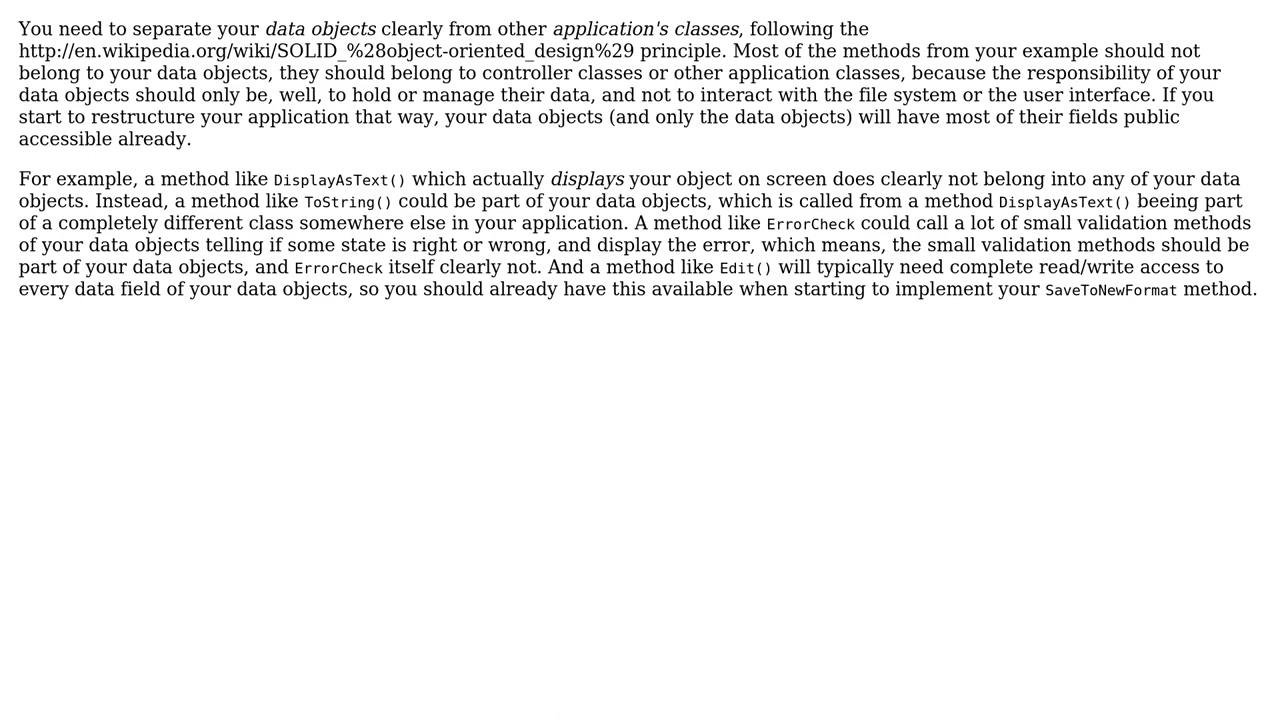 You need to separate your data objects clearly from other application's classes, following the
http://en.wikipedia.org/wiki/SOLID_%28object-oriented_design%29 principle. Most of the methods from your example should not
belong to your data objects, they should belong to controller classes or other application classes, because the responsibility of your
data objects should only be, well, to hold or manage their data, and not to interact with the file system or the user interface. If you
start to restructure your application that way, your data objects (and only the data objects) will have most of their fields public
accessible already.
For example, a method like DisplayAsText() which actually displays your object on screen does clearly not belong into any of your data
objects. Instead, a method like ToString() could be part of your data objects, which is called from a method DisplayAsText() beeing part
of a completely different class somewhere else in your application. A method like ErrorCheck could call a lot of small validation methods
of your data objects telling if some state is right or wrong, and display the error, which means, the small validation methods should be
part of your data objects, and ErrorCheck itself clearly not. And a method like Edit() will typically need complete read/write access to
every data field of your data objects, so you should already have this available when starting to implement your SaveToNewFormat method.